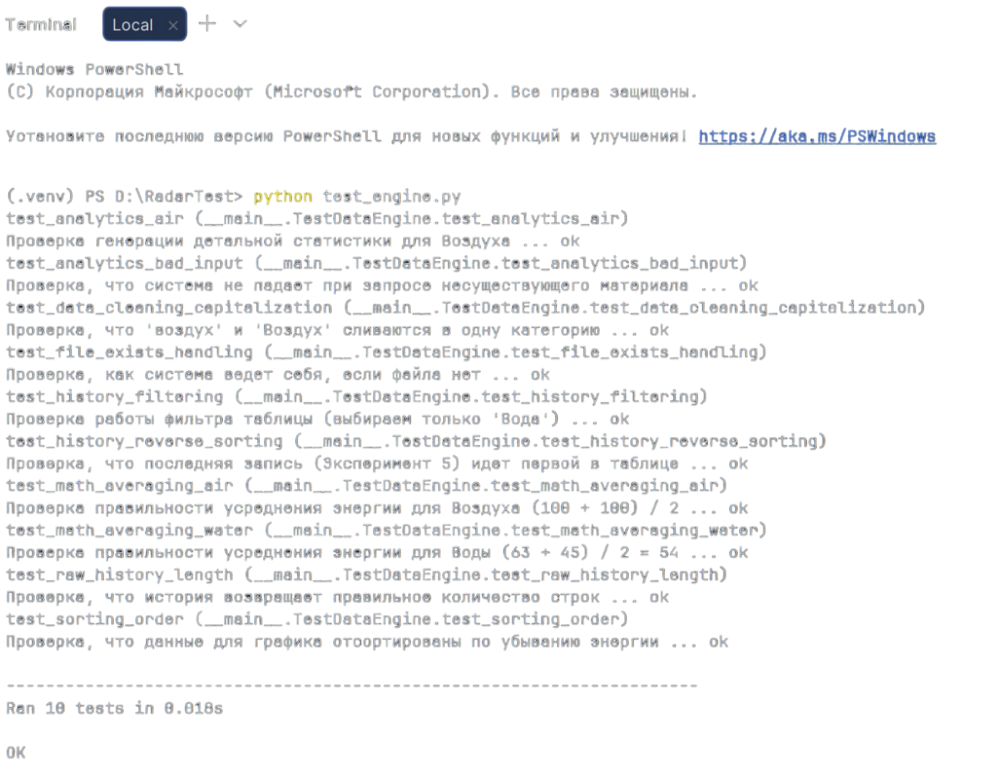 Terminal Local × + ⌄
Windows PowerShell
(C) Корпорация Майкрософт (Microsoft Corporation). Все права защищены.
Установите последнюю версию PowerShell для новых функций и улучшения! https://aka.ms/PSWindows
(.venv) PS D:\RadarTest> python test_engine.py
test_analytics_air (__main__.TestDataEngine.test_analytics_air)
Проверка генерации детальной статистики для Воздуха ... ok
test_analytics_bad_input (__main__.TestDataEngine.test_analytics_bad_input)
Проверка, что система не падает при запросе несуществующего материала ... ok
test_data_cleaning_capitalization (__main__.TestDataEngine.test_data_cleaning_capitalization)
Проверка, что 'воздух' и 'Воздух' сливаются в одну категорию ... ok
test_file_exists_handling (__main__.TestDataEngine.test_file_exists_handling)
Проверка, как система ведет себя, если файла нет ... ok
test_history_filtering (__main__.TestDataEngine.test_history_filtering)
Проверка работы фильтра таблицы (выбираем только 'Вода') ... ok
test_history_reverse_sorting (__main__.TestDataEngine.test_history_reverse_sorting)
Проверка, что последняя запись (Эксперимент 5) идет первой в таблице ... ok
test_math_averaging_air (__main__.TestDataEngine.test_math_averaging_air)
Проверка правильности усреднения энергии для Воздуха (100 + 100) / 2 ... ok
test_math_averaging_water (__main__.TestDataEngine.test_math_averaging_water)
Проверка правильности усреднения энергии для Воды (63 + 45) / 2 = 54 ... ok
test_raw_history_length (__main__.TestDataEngine.test_raw_history_length)
Проверка, что история возвращает правильное количество строк ... ok
test_sorting_order (__main__.TestDataEngine.test_sorting_order)
Проверка, что данные для графика отсортированы по убыванию энергии ... ok
----------------------------------------------------------------------
Ran 10 tests in 0.018s
OK